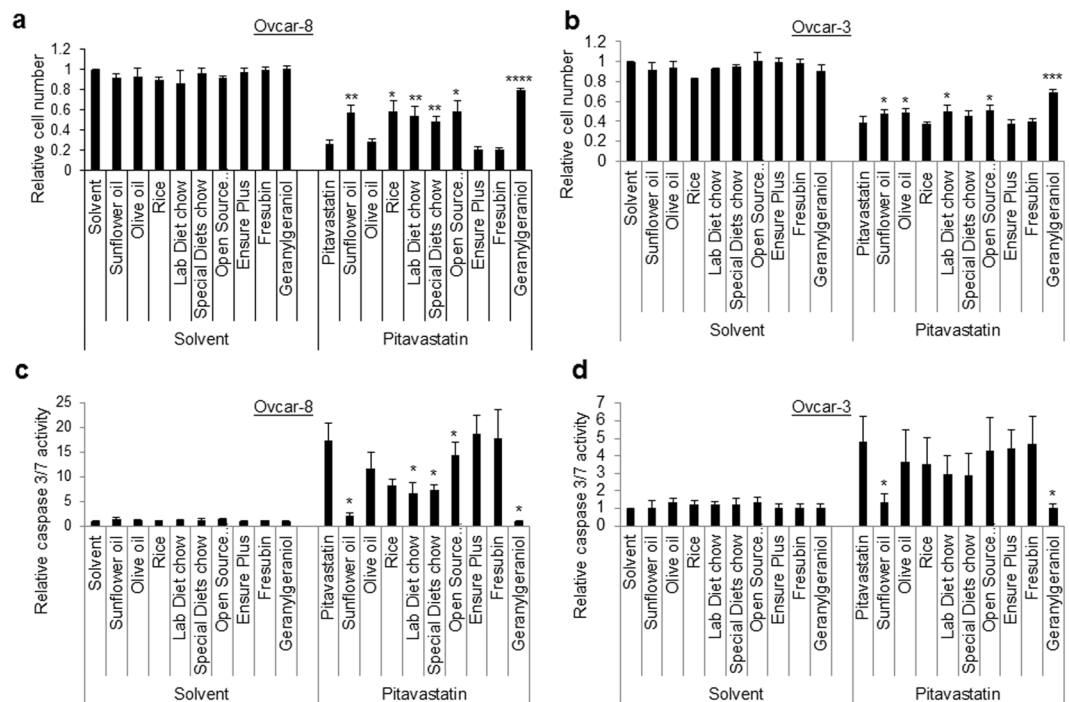 a
Ovcar-8
Relative cell number
1.2
1
0.8
0.6
0.4
0.2
0
**
*
**
**
*
****
Solvent
Sunflower oil
Olive oil
Rice
Lab Diet chow
Special Diets chow
Open Source...
Ensure Plus
Fresubin
Geranylgeraniol
Pitavastatin
Sunflower oil
Olive oil
Rice
Lab Diet chow
Special Diets chow
Open Source...
Ensure Plus
Fresubin
Geranylgeraniol
Solvent
Pitavastatin
b
Ovcar-3
Relative cell number
1.2
1
0.8
0.6
0.4
0.2
0
*
*
*
*
***
Solvent
Sunflower oil
Olive oil
Rice
Lab Diet chow
Special Diets chow
Open Source...
Ensure Plus
Fresubin
Geranylgeraniol
Pitavastatin
Sunflower oil
Olive oil
Rice
Lab Diet chow
Special Diets chow
Open Source...
Ensure Plus
Fresubin
Geranylgeraniol
Solvent
Pitavastatin
c
Ovcar-8
Relative caspase 3/7 activity
25
20
15
10
5
0
*
*
*
*
*
Solvent
Sunflower oil
Olive oil
Rice
Lab Diet chow
Special Diets chow
Open Source...
Ensure Plus
Fresubin
Geranylgeraniol
Pitavastatin
Sunflower oil
Olive oil
Rice
Lab Diet chow
Special Diets chow
Open Source...
Ensure Plus
Fresubin
Geranylgeraniol
Solvent
Pitavastatin
d
Ovcar-3
Relative caspase 3/7 activity
7
6
5
4
3
2
1
0
*
*
Solvent
Sunflower oil
Olive oil
Rice
Lab Diet chow
Special Diets chow
Open Source...
Ensure Plus
Fresubin
Geranylgeraniol
Pitavastatin
Sunflower oil
Olive oil
Rice
Lab Diet chow
Special Diets chow
Open Source...
Ensure Plus
Fresubin
Geranylgeraniol
Solvent
Pitavastatin